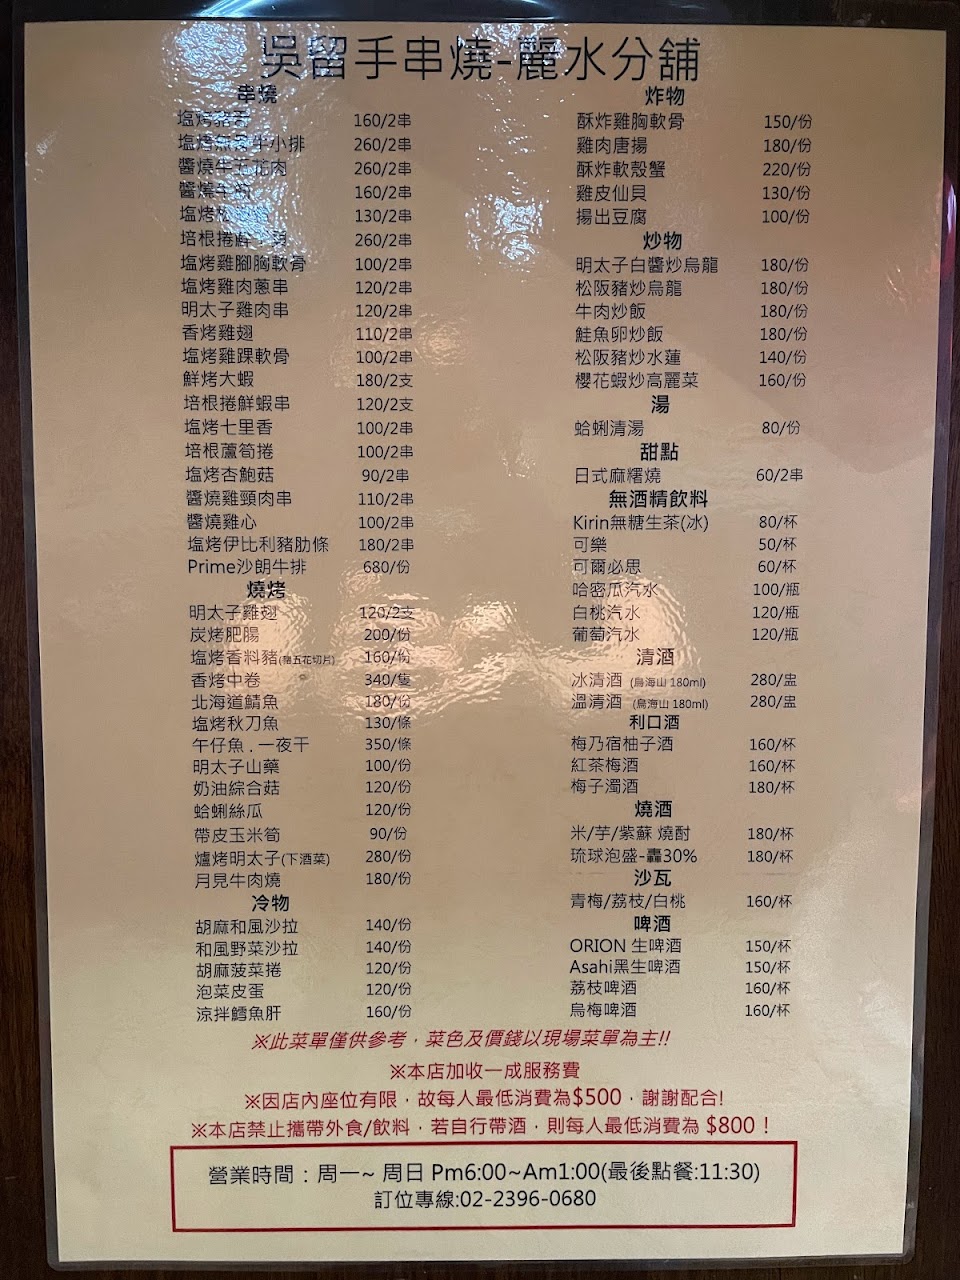 吳留手串燒-麗水分舖
串燒
塩烤豬 160/2串
塩烤無骨牛小排 260/2串
醬燒牛五花肉 260/2串
醬燒牛 160/2串
塩烤 130/2串
培根捲鮮干貝 260/2串
塩烤雞腳胸軟骨 100/2串
塩烤雞肉蔥串 120/2串
明太子雞肉串 120/2串
香烤雞翅 110/2串
塩烤雞踝軟骨 100/2串
鮮烤大蝦 180/2支
培根捲鮮蝦串 120/2支
塩烤七里香 100/2串
培根蘆筍捲 100/2串
塩烤杏鮑菇 90/2串
醬燒雞頸肉串 110/2串
醬燒雞心 100/2串
塩烤伊比利豬肋條 180/2串
Prime沙朗牛排 680/份
燒烤
明太子雞翅 120/2支
炭烤肥腸 200/份
塩烤香料豬(豬五花切片) 160/份
香烤中卷 340/隻
北海道鯖魚 180/份
塩烤秋刀魚 130/條
午仔魚.一夜干 350/條
明太子山藥 100/份
奶油綜合菇 120/份
蛤蜊絲瓜 120/份
帶皮玉米筍 90/份
爐烤明太子(下酒菜) 280/份
月見牛肉燒 180/份
冷物
胡麻和風沙拉 140/份
和風野菜沙拉 140/份
胡麻菠菜捲 120/份
泡菜皮蛋 120/份
涼拌鱈魚肝 160/份
炸物
酥炸雞胸軟骨 150/份
雞肉唐揚 180/份
酥炸軟殼蟹 220/份
雞皮仙貝 130/份
揚出豆腐 100/份
炒物
明太子白醬炒烏龍 180/份
松阪豬炒烏龍 180/份
牛肉炒飯 180/份
鮭魚卵炒飯 180/份
松阪豬炒水蓮 140/份
櫻花蝦炒高麗菜 160/份
湯
蛤蜊清湯 80/份
甜點
日式麻糬燒 60/2串
無酒精飲料
Kirin無糖生茶(冰) 80/杯
可樂 50/杯
可爾必思 60/杯
哈密瓜汽水 100/瓶
白桃汽水 120/瓶
葡萄汽水 120/瓶
清酒
冰清酒 (鳥海山 180ml) 280/盅
溫清酒 (鳥海山 180ml) 280/盅
利口酒
梅乃宿柚子酒 160/杯
紅茶梅酒 160/杯
梅子濁酒 180/杯
燒酒
米/芋/紫蘇 燒酎 180/杯
琉球泡盛-轟30% 180/杯
沙瓦
青梅/荔枝/白桃 160/杯
啤酒
ORION 生啤酒 150/杯
Asahi黑生啤酒 150/杯
荔枝啤酒 160/杯
烏梅啤酒 160/杯
※此菜單僅供參考，菜色及價錢以現場菜單為主!!
※本店加收一成服務費
※因店內座位有限，故每人最低消費為$500，謝謝配合!
※本店禁止攜帶外食/飲料，若自行帶酒，則每人最低消費為 $800！
營業時間：周一~ 周日 Pm6:00~Am1:00(最後點餐:11:30)
訂位專線:02-2396-0680